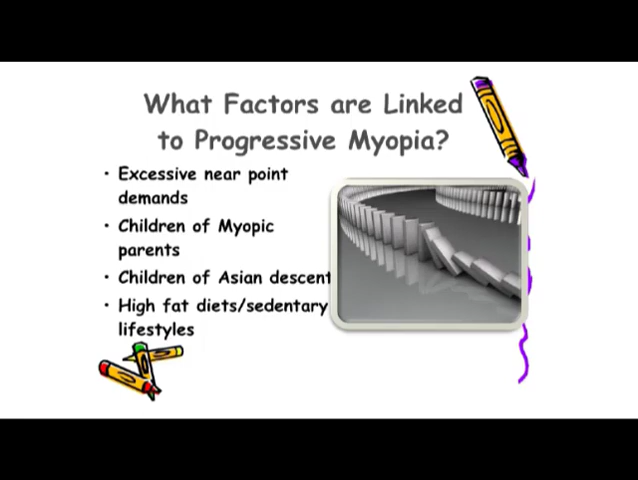 What Factors are Linked
to Progressive Myopia?
• Excessive near point
demands
• Children of Myopic
parents
• Children of Asian descent
• High fat diets/sedentary
lifestyles